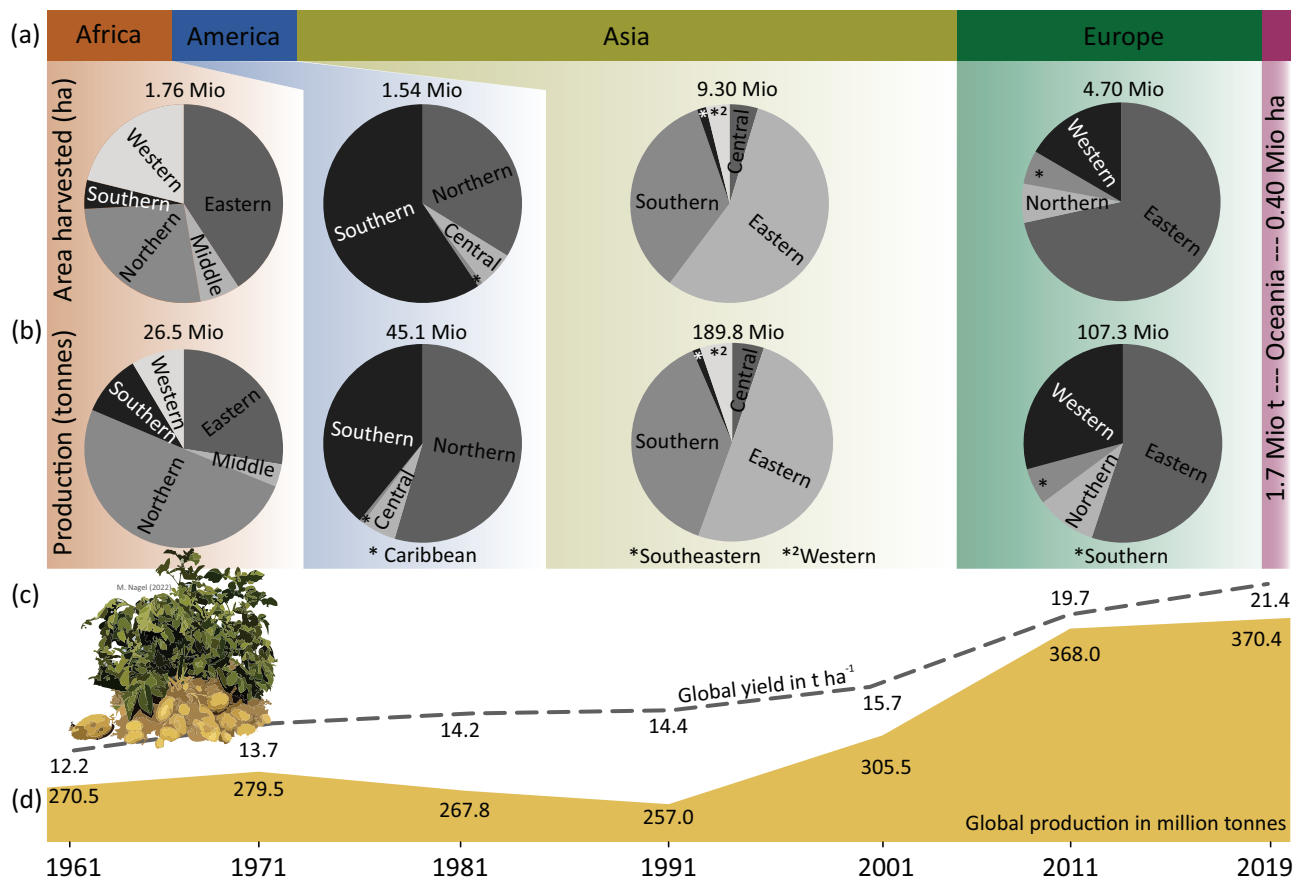 (a)
Africa
America
Asia
Europe
Area harvested (ha)
1.76 Mio
Western
Southern
Northern
Middle
Eastern
1.54 Mio
Southern
Northern
Central
*
9.30 Mio
*
*²
Central
Southern
Eastern
4.70 Mio
Western
*
Northern
Eastern
1.7 Mio t --- Oceania --- 0.40 Mio ha
(b)
Production (tonnes)
26.5 Mio
Western
Southern
Eastern
Middle
Northern
45.1 Mio
Southern
Northern
*
Central
* Caribbean
189.8 Mio
*
*²
Central
Southern
Eastern
*Southeastern
*²Western
107.3 Mio
Western
*
Northern
Eastern
*Southern
M. Nagel (2022)
(c)
Global yield in t ha⁻¹
12.2
13.7
14.2
14.4
15.7
19.7
21.4
(d)
270.5
279.5
267.8
257.0
305.5
368.0
370.4
Global production in million tonnes
1961
1971
1981
1991
2001
2011
2019